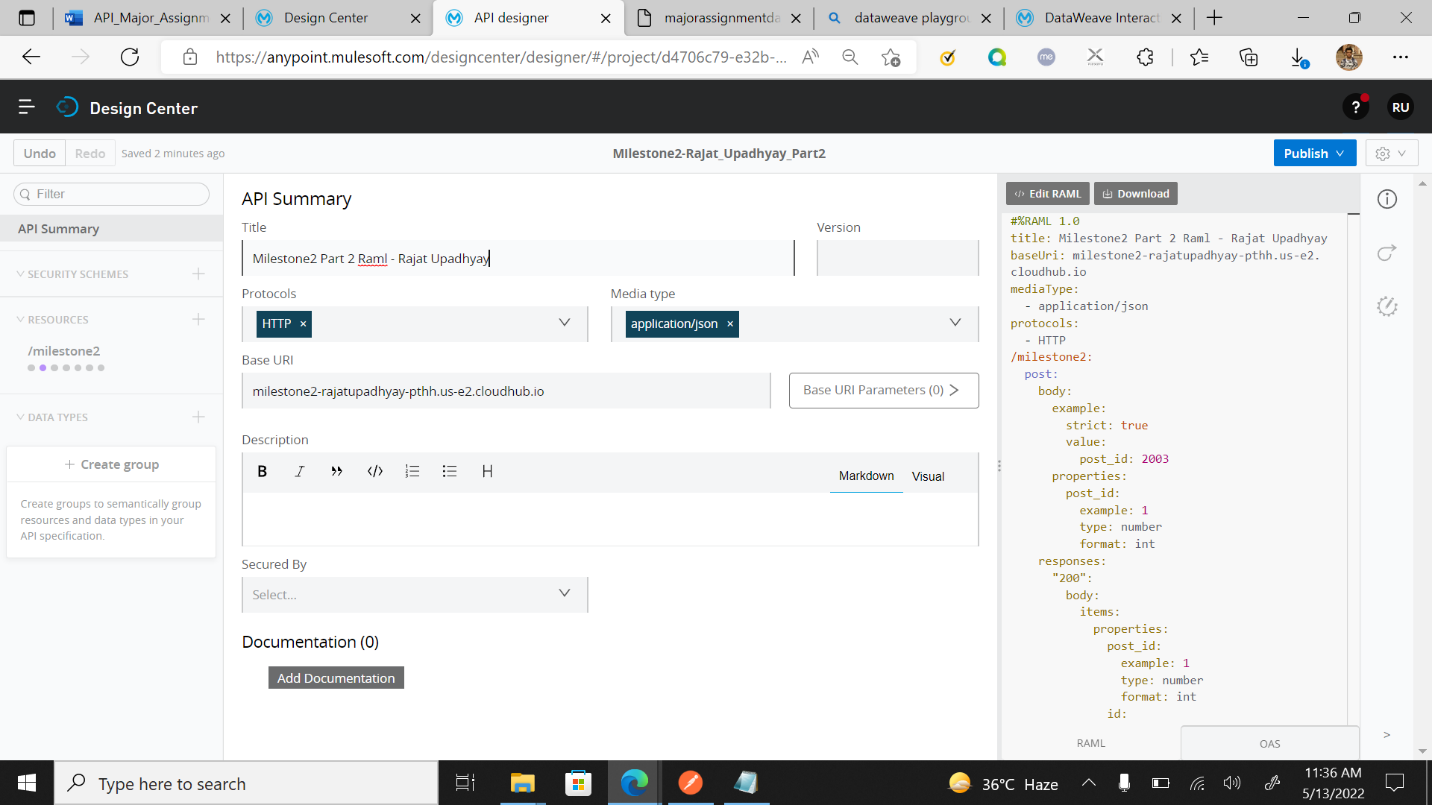 API_Major_Assignm
Design Center
API designer
majorassignmentda
dataweave playgrou
DataWeave Interact
https://anypoint.mulesoft.com/designcenter/designer/#/project/d4706c79-e32b-...
Design Center
?
RU
Undo
Redo
Saved 2 minutes ago
MIlestone2-RaJat_Upadhyay_Part2
Publish
Filter
API Summary
SECURITY SCHEMES
RESOURCES
/milestone2
DATA TYPES
+ Create group
Create groups to semantically group
resources and data types in your
API specification.
API Summary
Title
Version
Milestone2 Part 2 Raml - Rajat Upadhyay
Protocols
Media type
HTTP ×
application/json ×
Base URI
milestone2-rajatupadhyay-pthh.us-e2.cloudhub.io
Base URI Parameters (0) >
Description
B I ” </> H
Markdown
Visual
Secured By
Select...
Documentation (0)
Add Documentation
</> Edit RAML
Download
#%RAML 1.0
title: Milestone2 Part 2 Raml - Rajat Upadhyay
baseUri: milestone2-rajatupadhyay-pthh.us-e2.
cloudhub.io
mediaType:
- application/json
protocols:
- HTTP
/milestone2:
post:
body:
example:
strict: true
value:
post_id: 2003
properties:
post_id:
example: 1
type: number
format: int
responses:
"200":
body:
items:
properties:
post_id:
example: 1
type: number
format: int
id:
RAML
OAS
Type here to search
36°C Haze
11:36 AM
5/13/2022